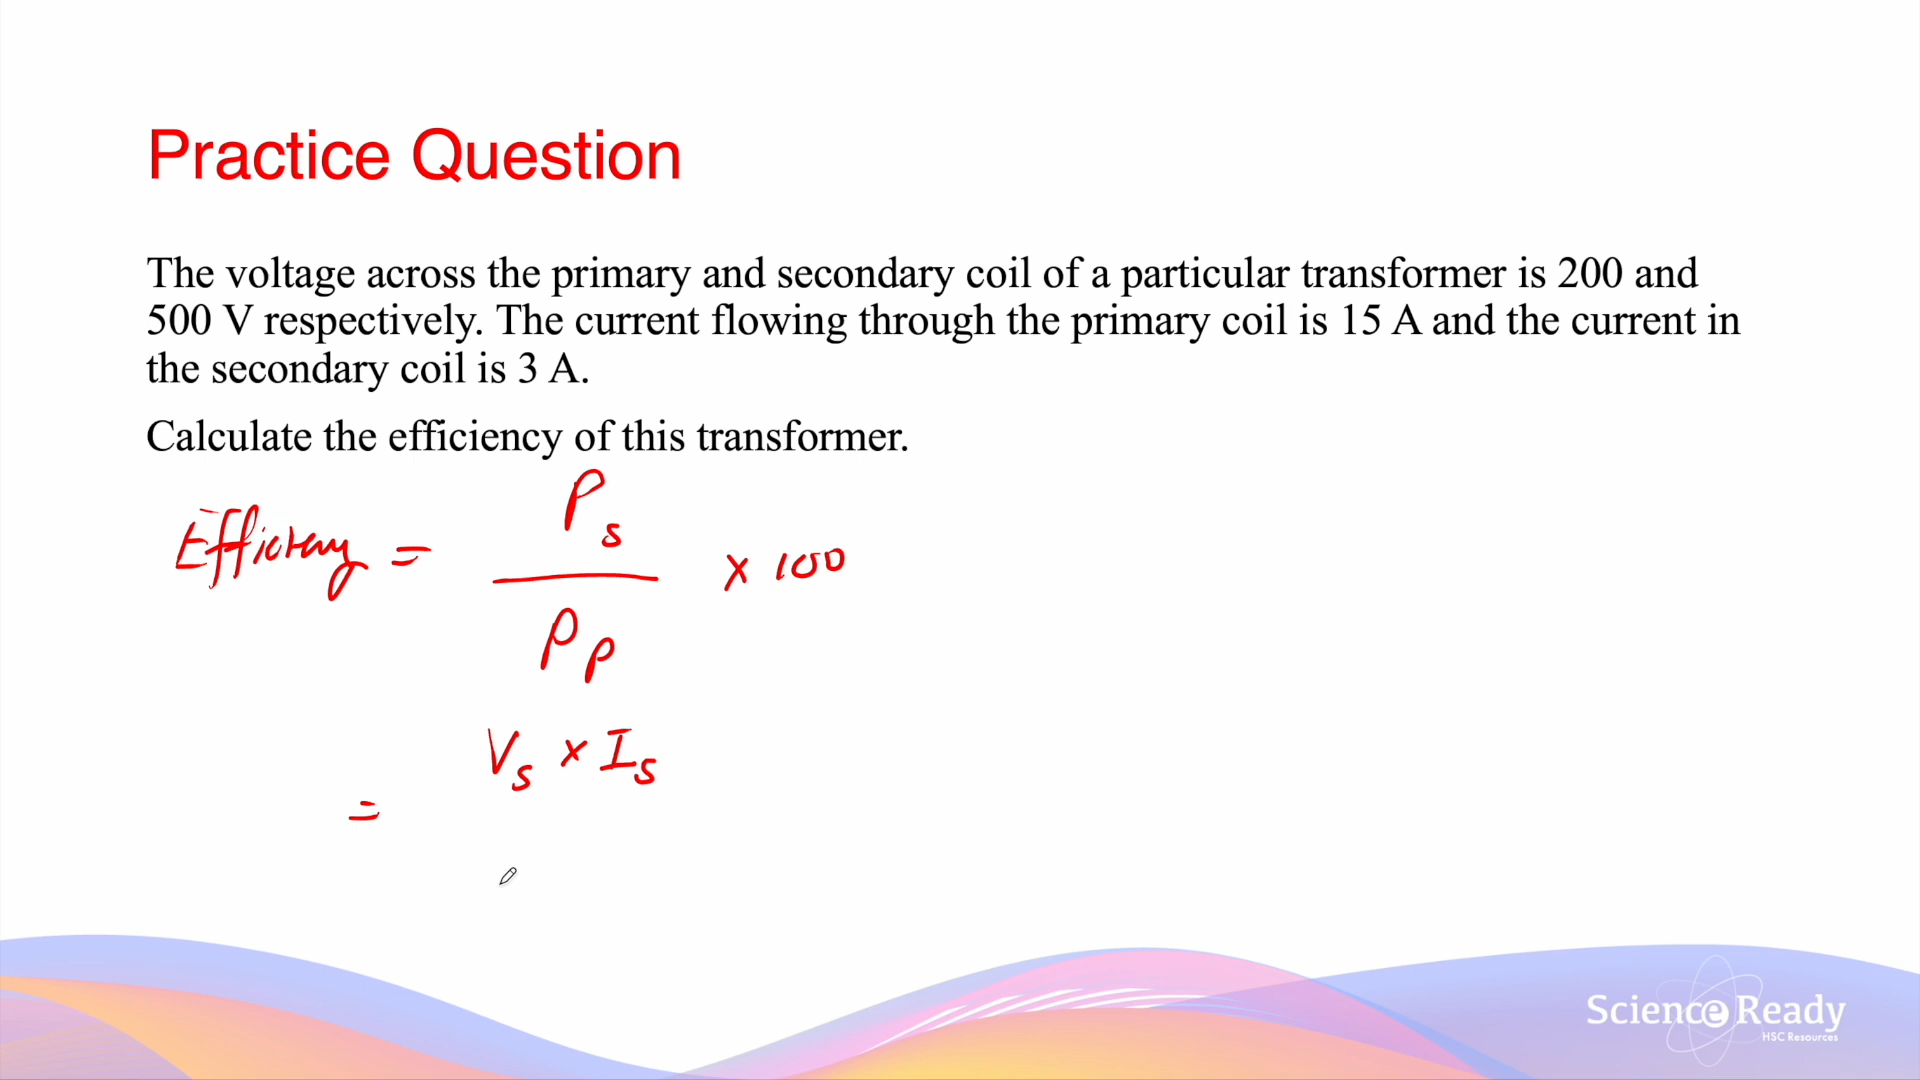 Practice Question
The voltage across the primary and secondary coil of a particular transformer is 200 and
500 V respectively. The current flowing through the primary coil is 15 A and the current in
the secondary coil is 3 A.
Calculate the efficiency of this transformer.
Efficiency = Ps
Pp × 100
= Vs × Is
Science Ready
HSC Resources